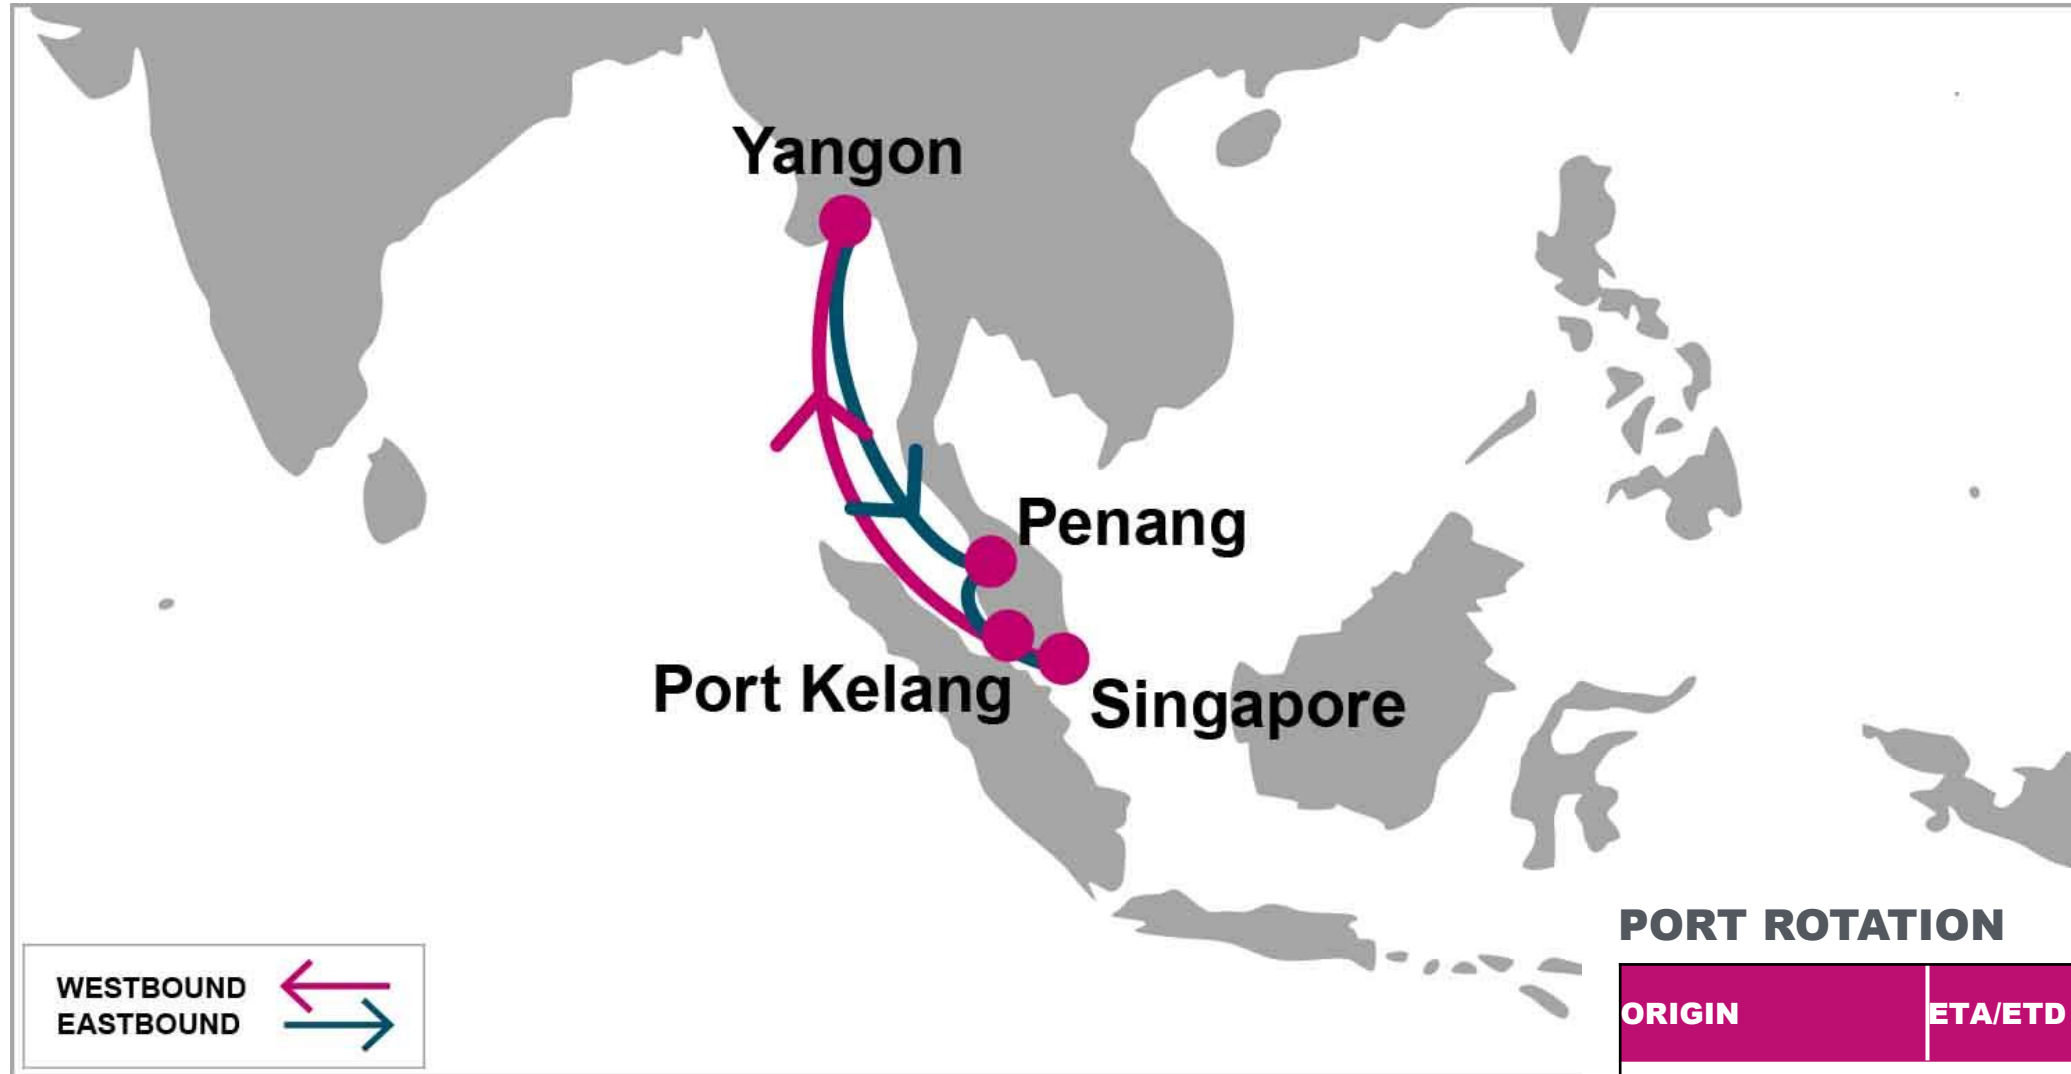 Yangon
Penang
Port Kelang
Singapore
WESTBOUND
EASTBOUND
PORT ROTATION
ORIGIN ETA/ETD